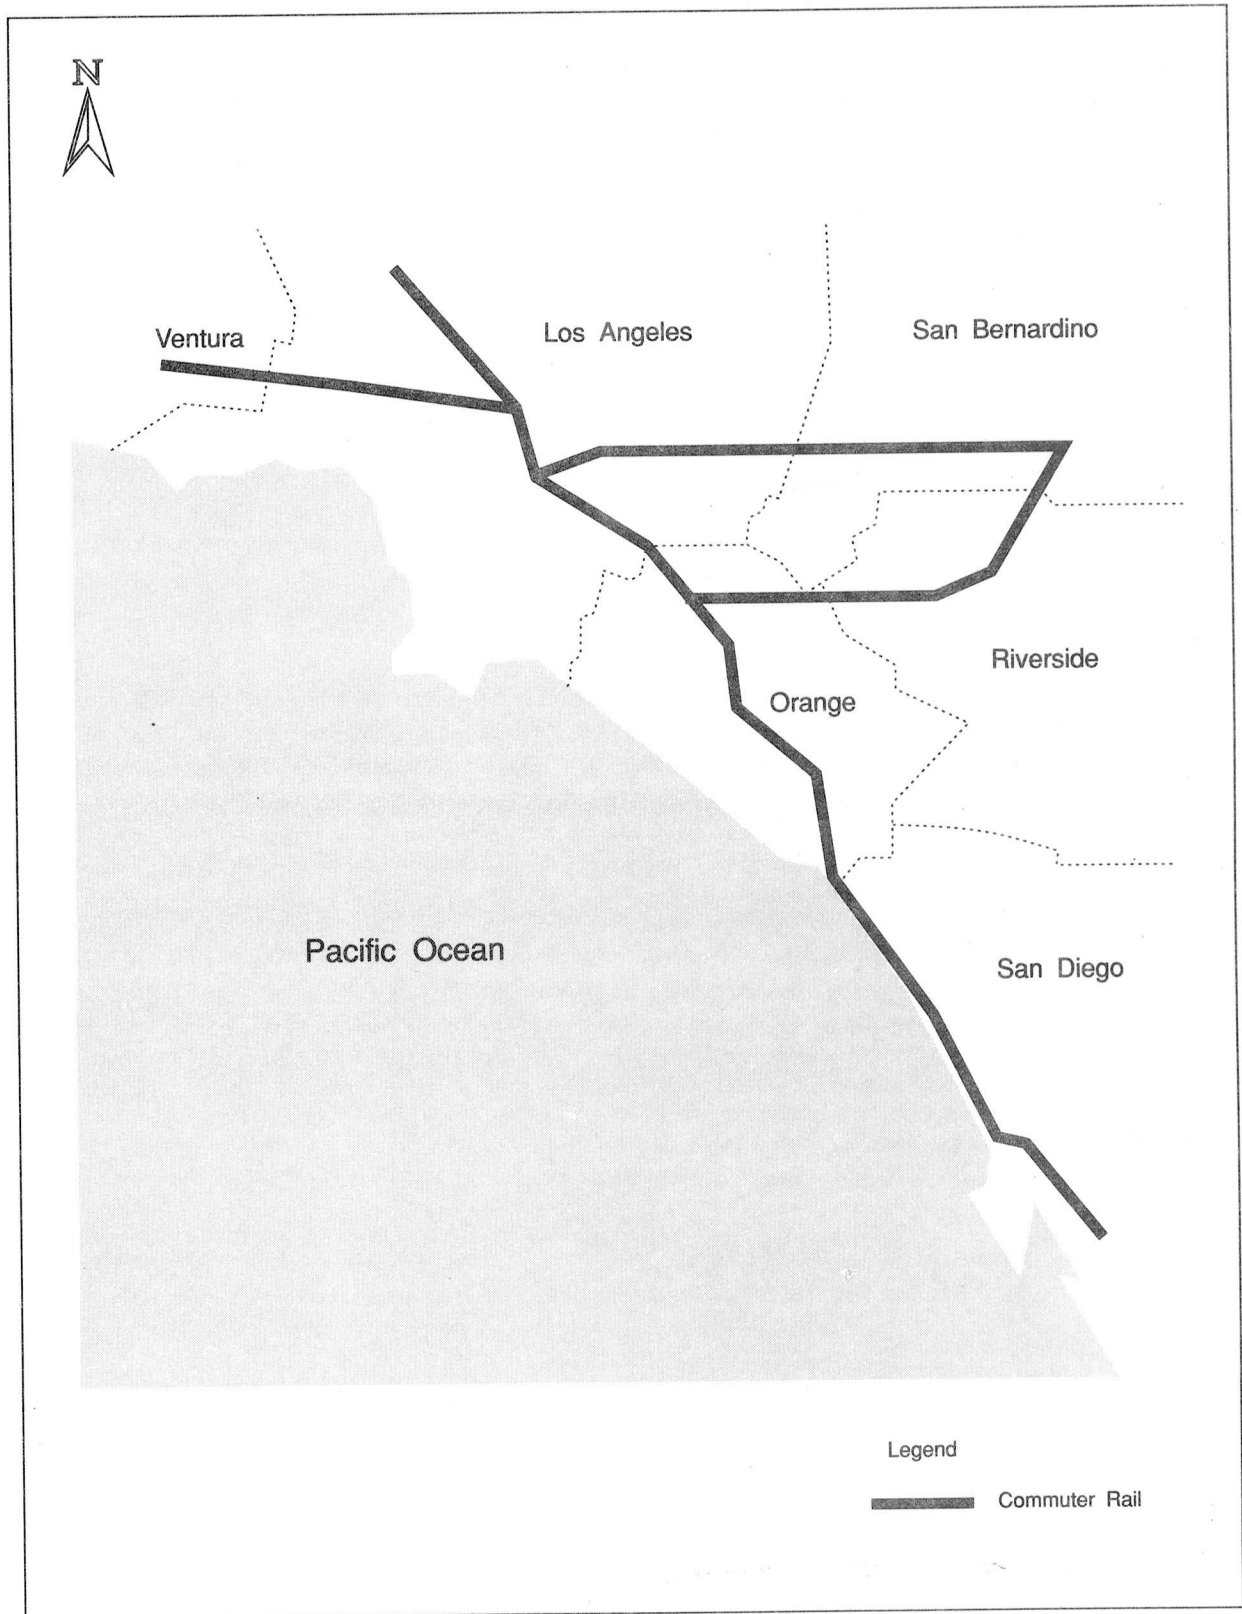 N
Ventura
Los Angeles
San Bernardino
Riverside
Orange
Pacific Ocean
San Diego
Legend
Commuter Rail